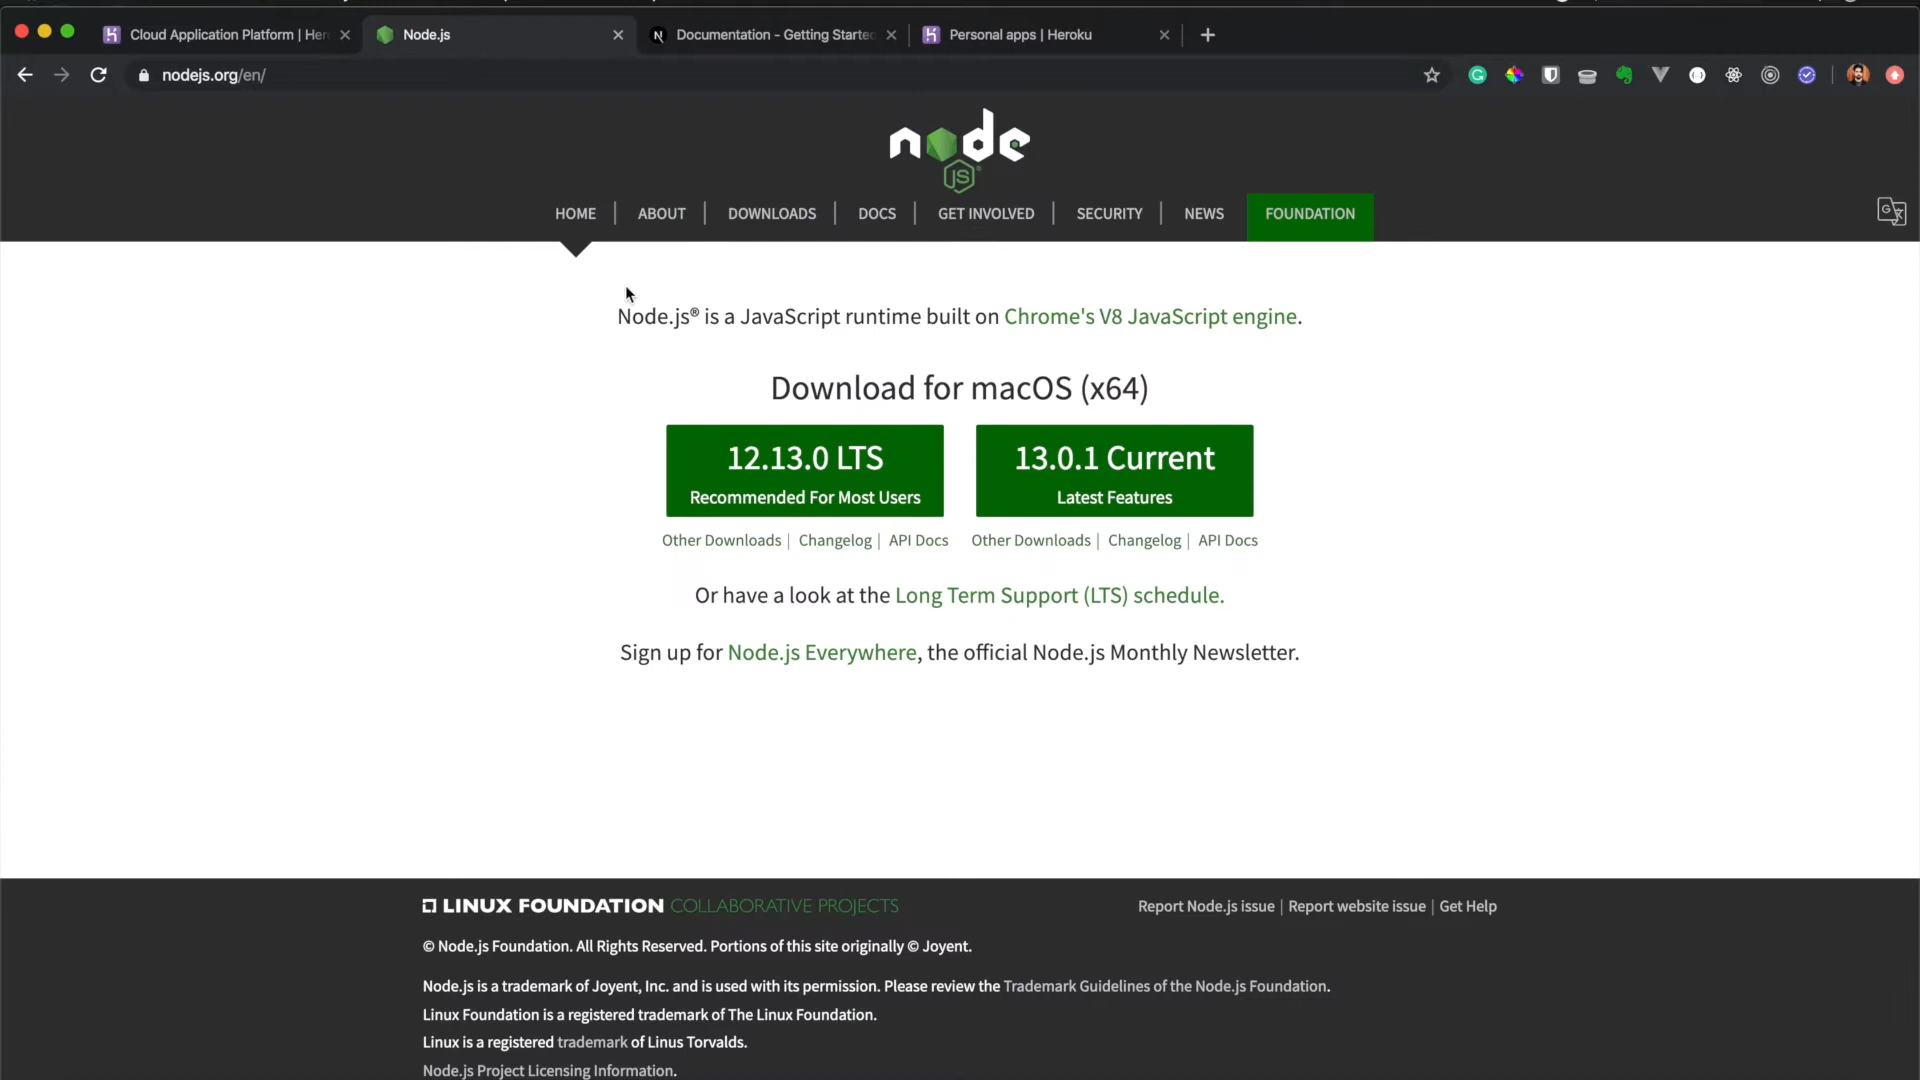 Cloud Application Platform | Her
Node.js
Documentation - Getting Starte
Personal apps | Heroku
nodejs.org/en/
node
JS
HOME | ABOUT | DOWNLOADS | DOCS | GET INVOLVED | SECURITY | NEWS FOUNDATION
Node.js® is a JavaScript runtime built on Chrome's V8 JavaScript engine.
Download for macOS (x64)
12.13.0 LTS
Recommended For Most Users
13.0.1 Current
Latest Features
Other Downloads | Changelog | API Docs
Other Downloads | Changelog | API Docs
Or have a look at the Long Term Support (LTS) schedule.
Sign up for Node.js Everywhere, the official Node.js Monthly Newsletter.
LINUX FOUNDATION COLLABORATIVE PROJECTS
Report Node.js issue | Report website issue | Get Help
© Node.js Foundation. All Rights Reserved. Portions of this site originally © Joyent.
Node.js is a trademark of Joyent, Inc. and is used with its permission. Please review the Trademark Guidelines of the Node.js Foundation.
Linux Foundation is a registered trademark of The Linux Foundation.
Linux is a registered trademark of Linus Torvalds.
Node.js Project Licensing Information.